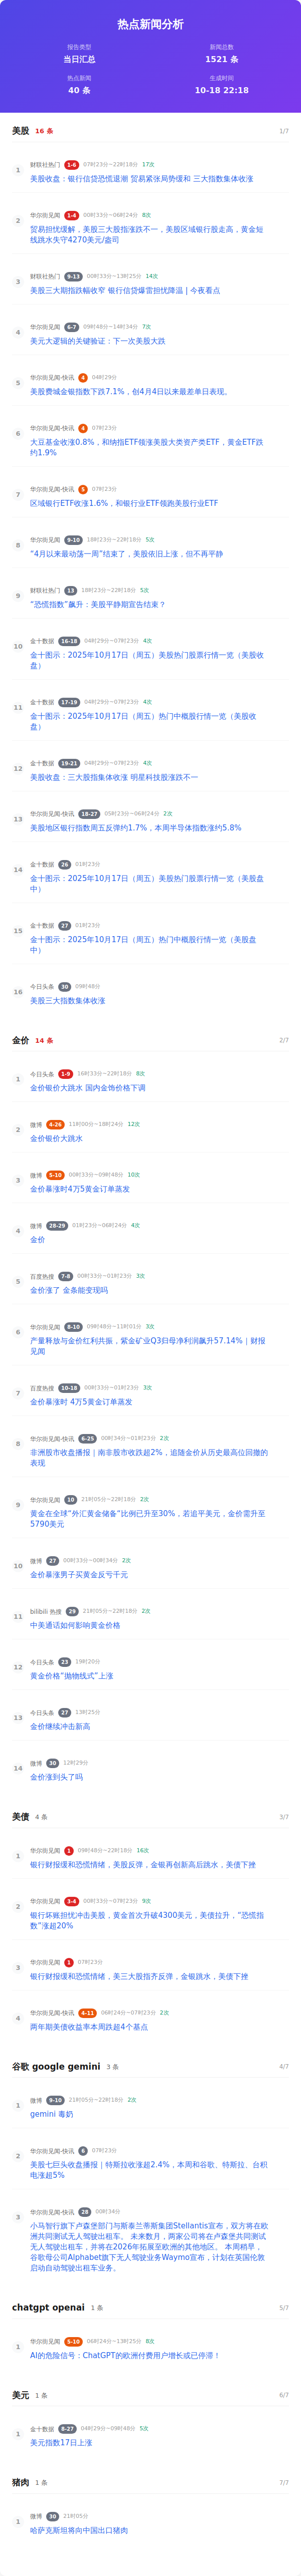 热点新闻分析
报告类型
当日汇总
新闻总数
1521 条
热点新闻
40 条
生成时间
10-18 22:18
美股 16 条 1/7
1 财联社热门 1-6 07时23分~22时18分 17次
美股收盘：银行信贷恐慌退潮 贸易紧张局势缓和 三大指数集体收涨
2 华尔街见闻 1-4 00时33分~06时24分 8次
贸易担忧缓解，美股三大股指涨跌不一，美股区域银行股走高，黄金短
线跳水失守4270美元/盎司
3 财联社热门 9-13 00时33分~13时25分 14次
美股三大期指跌幅收窄 银行信贷爆雷担忧降温 | 今夜看点
4 华尔街见闻 6-7 09时48分~14时34分 7次
美元大逻辑的关键验证：下一次美股大跌
5 华尔街见闻-快讯 4 04时29分
美股费城金银指数下跌7.1%，创4月4日以来最差单日表现。
6 华尔街见闻-快讯 4 07时23分
大豆基金收涨0.8%，和纳指ETF领涨美股大类资产类ETF，黄金ETF跌
约1.9%
7 华尔街见闻-快讯 5 07时23分
区域银行ETF收涨1.6%，和银行业ETF领跑美股行业ETF
8 华尔街见闻 9-10 18时23分~22时18分 5次
“4月以来最动荡一周”结束了，美股依旧上涨，但不再平静
9 财联社热门 13 18时23分~22时18分 5次
“恐慌指数”飙升：美股平静期宣告结束？
10 金十数据 16-18 04时29分~07时23分 4次
金十图示：2025年10月17日（周五）美股热门股票行情一览（美股收
盘）
11 金十数据 17-19 04时29分~07时23分 4次
金十图示：2025年10月17日（周五）热门中概股行情一览（美股收
盘）
12 金十数据 19-21 04时29分~07时23分 4次
美股收盘：三大股指集体收涨 明星科技股涨跌不一
13 华尔街见闻-快讯 18-27 05时23分~06时24分 2次
美股地区银行指数周五反弹约1.7%，本周半导体指数涨约5.8%
14 金十数据 26 01时23分
金十图示：2025年10月17日（周五）美股热门股票行情一览（美股盘
中）
15 金十数据 27 01时23分
金十图示：2025年10月17日（周五）热门中概股行情一览（美股盘
中）
16 今日头条 30 09时48分
美股三大指数集体收涨
金价 14 条 2/7
1 今日头条 1-9 16时33分~22时18分 8次
金价银价大跳水 国内金饰价格下调
2 微博 4-26 11时00分~18时24分 12次
金价银价大跳水
3 微博 5-10 00时33分~09时48分 10次
金价暴涨时4万5黄金订单蒸发
4 微博 28-29 01时23分~06时24分 4次
金价
5 百度热搜 7-8 00时33分~01时23分 3次
金价涨了 金条能变现吗
6 华尔街见闻 8-10 09时48分~11时01分 3次
产量释放与金价红利共振，紫金矿业Q3归母净利润飙升57.14%｜财报
见闻
7 百度热搜 10-18 00时33分~01时23分 3次
金价暴涨时 4万5黄金订单蒸发
8 华尔街见闻-快讯 6-25 00时34分~01时23分 2次
非洲股市收盘播报｜南非股市收跌超2%，追随金价从历史最高位回撤的
表现
9 华尔街见闻 10 21时05分~22时18分 2次
黄金在全球“外汇黄金储备”比例已升至30%，若追平美元，金价需升至
5790美元
10 微博 27 00时33分~00时34分 2次
金价暴涨男子买黄金反亏千元
11 bilibili 热搜 29 21时05分~22时18分 2次
中美通话如何影响黄金价格
12 今日头条 23 19时20分
黄金价格“抛物线式”上涨
13 今日头条 27 13时25分
金价继续冲击新高
14 微博 30 12时29分
金价涨到头了吗
美债 4 条 3/7
1 华尔街见闻 1 09时48分~22时18分 16次
银行财报缓和恐慌情绪，美股反弹，金银再创新高后跳水，美债下挫
2 华尔街见闻 3-4 00时33分~07时23分 9次
银行坏账担忧冲击美股，黄金首次升破4300美元，美债拉升，“恐慌指
数”涨超20%
3 华尔街见闻 1 07时23分
银行财报缓和恐慌情绪，美三大股指齐反弹，金银跳水，美债下挫
4 华尔街见闻-快讯 4-11 06时24分~07时23分 2次
两年期美债收益率本周跌超4个基点
谷歌 google gemini 3 条 4/7
1 微博 9-10 21时05分~22时18分 2次
gemini 毒奶
2 华尔街见闻-快讯 6 07时23分
美股七巨头收盘播报｜特斯拉收涨超2.4%，本周和谷歌、特斯拉、台积
电涨超5%
3 华尔街见闻-快讯 28 00时34分
小马智行旗下卢森堡部门与斯泰兰蒂斯集团Stellantis宣布，双方将在欧
洲共同测试无人驾驶出租车。 未来数月，两家公司将在卢森堡共同测试
无人驾驶出租车，并将在2026年拓展至欧洲的其他地区。 本周稍早，
谷歌母公司Alphabet旗下无人驾驶业务Waymo宣布，计划在英国伦敦
启动自动驾驶出租车业务。
chatgpt openai 1 条 5/7
1 华尔街见闻 5-10 06时24分~13时25分 8次
AI的危险信号：ChatGPT的欧洲付费用户增长或已停滞！
美元 1 条 6/7
1 金十数据 8-27 04时29分~09时48分 5次
美元指数17日上涨
猪肉 1 条 7/7
1 微博 30 21时05分
哈萨克斯坦将向中国出口猪肉